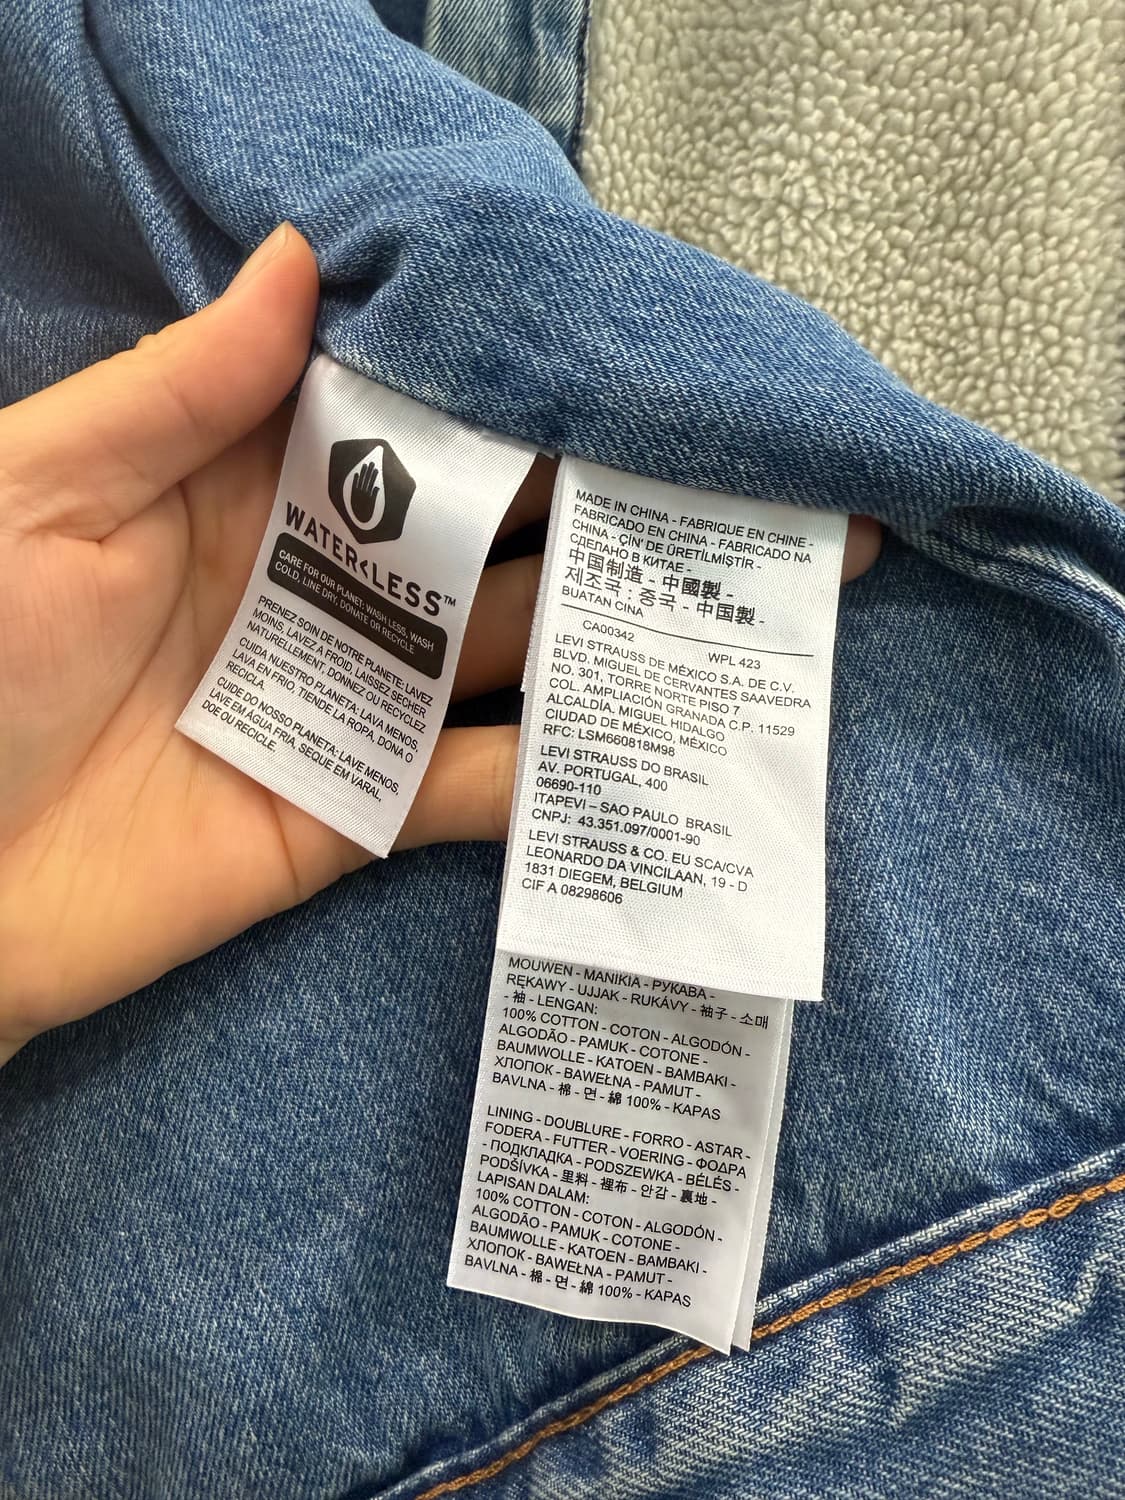 WATER<LESS™
CARE FOR OUR PLANET: WASH LESS, WASH
COLD, LINE DRY, DONATE OR RECYCLE
PRENEZ SOIN DE NOTRE PLANETE: LAVEZ
MOINS, LAVEZ A FROID, LAISSEZ SECHER
NATURELLEMENT, DONNEZ OU RECYCLEZ
CUIDA NUESTRO PLANETA: LAVA MENOS,
LAVA EN FRIO, TIENDE LA ROPA, DONA O
RECICLA.
CUIDE DO NOSSO PLANETA: LAVE MENOS,
LAVE EM ÁGUA FRIA, SEQUE EM VARAL,
DOE OU RECICLE.
MADE IN CHINA - FABRIQUE EN CHINE -
FABRICADO EN CHINA - FABRICADO NA
CHINA - ÇİN' DE ÜRETİLMİŞTİR -
СДЕЛАНО В КИТАЕ -
中国制造 - 中國製 -
제조국 : 중국 - 中国製 -
BUATAN CINA
CA00342 WPL 423
LEVI STRAUSS DE MÉXICO S.A. DE C.V.
BLVD. MIGUEL DE CERVANTES SAAVEDRA
NO. 301, TORRE NORTE PISO 7
COL. AMPLIACIÓN GRANADA C.P. 11529
ALCALDÍA. MIGUEL HIDALGO
CIUDAD DE MÉXICO, MÉXICO
RFC: LSM660818M98
LEVI STRAUSS DO BRASIL
AV. PORTUGAL, 400
06690-110
ITAPEVI – SAO PAULO BRASIL
CNPJ: 43.351.097/0001-90
LEVI STRAUSS & CO. EU SCA/CVA
LEONARDO DA VINCILAAN, 19 - D
1831 DIEGEM, BELGIUM
CIF A 08298606
MOUWEN - MANIKIA - РУКАВА -
RĘKAWY - UJJAK - RUKÁVY - 袖子 - 소매
- 袖 - LENGAN:
100% COTTON - COTON - ALGODÓN -
ALGODÃO - PAMUK - COTONE -
BAUMWOLLE - KATOEN - BAMBAKI -
ХЛОПОК - BAWEŁNA - PAMUT -
BAVLNA - 棉 - 면 - 綿 100% - KAPAS
LINING - DOUBLURE - FORRO - ASTAR -
FODERA - FUTTER - VOERING - ΦΟΔΡΑ
- ПОДКЛАДКА - PODSZEWKA - BÉLÉS -
PODŠÍVKA - 里料 - 裡布 - 안감 - 裏地 -
LAPISAN DALAM:
100% COTTON - COTON - ALGODÓN -
ALGODÃO - PAMUK - COTONE -
BAUMWOLLE - KATOEN - BAMBAKI -
ХЛОПОК - BAWEŁNA - PAMUT -
BAVLNA - 棉 - 면 - 綿 100% - KAPAS